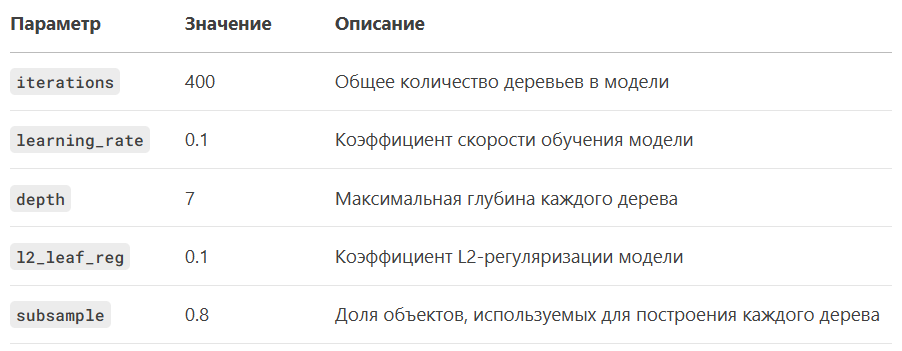 Параметр Значение Описание
iterations 400 Общее количество деревьев в модели
learning_rate 0.1 Коэффициент скорости обучения модели
depth 7 Максимальная глубина каждого дерева
l2_leaf_reg 0.1 Коэффициент L2-регуляризации модели
subsample 0.8 Доля объектов, используемых для построения каждого дерева